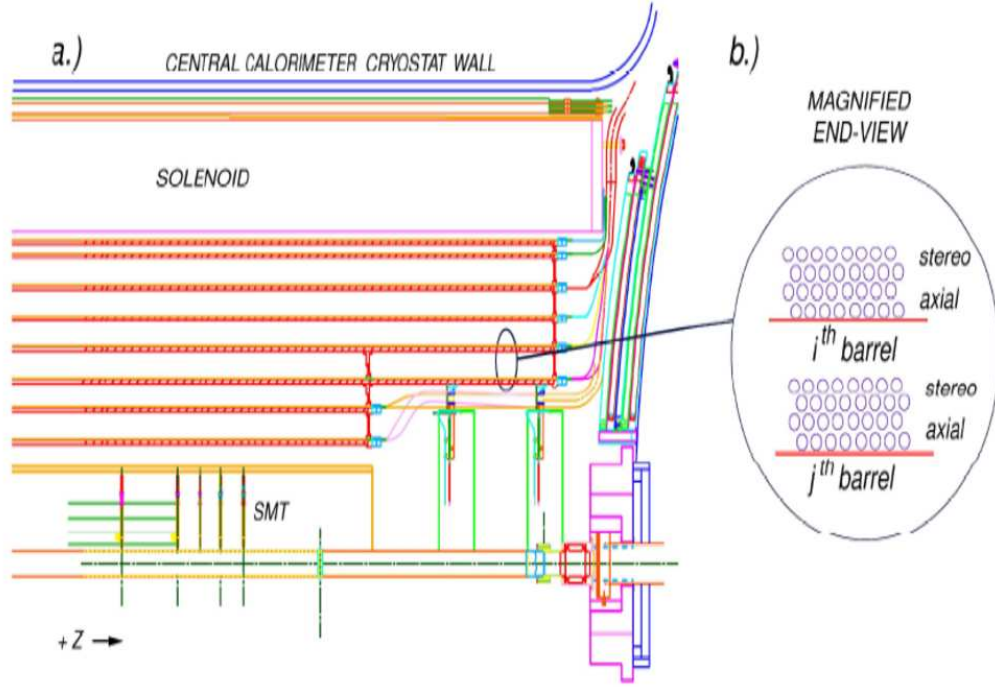 a.)
CENTRAL CALORIMETER CRYOSTAT WALL
SOLENOID
SMT
+ Z
b.)
MAGNIFIED
END-VIEW
stereo
axial
i th barrel
stereo
axial
j th barrel